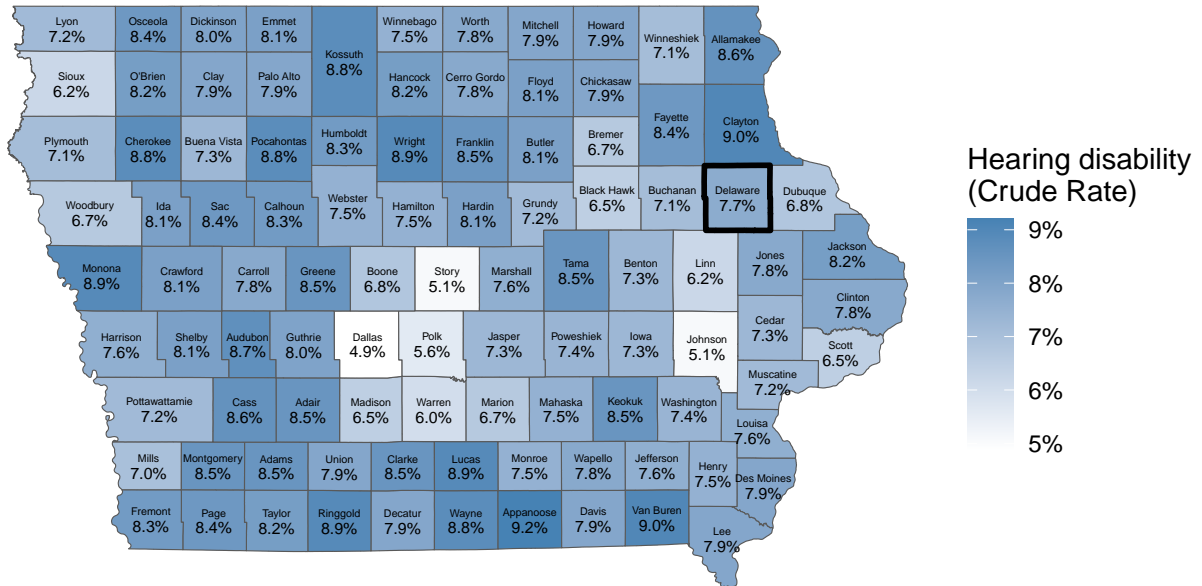 Lyon
7.2%
Osceola
8.4%
Dickinson
8.0%
Emmet
8.1%
Kossuth
8.8%
Winnebago
7.5%
Worth
7.8%
Mitchell
7.9%
Howard
7.9%
Winneshiek
7.1%
Allamakee
8.6%
Sioux
6.2%
O'Brien
8.2%
Clay
7.9%
Palo Alto
7.9%
Hancock
8.2%
Cerro Gordo
7.8%
Floyd
8.1%
Chickasaw
7.9%
Fayette
8.4%
Clayton
9.0%
Plymouth
7.1%
Cherokee
8.8%
Buena Vista
7.3%
Pocahontas
8.8%
Humboldt
8.3%
Wright
8.9%
Franklin
8.5%
Butler
8.1%
Bremer
6.7%
Woodbury
6.7%
Ida
8.1%
Sac
8.4%
Calhoun
8.3%
Webster
7.5%
Hamilton
7.5%
Hardin
8.1%
Grundy
7.2%
Black Hawk
6.5%
Buchanan
7.1%
Delaware
7.7%
Dubuque
6.8%
Monona
8.9%
Crawford
8.1%
Carroll
7.8%
Greene
8.5%
Boone
6.8%
Story
5.1%
Marshall
7.6%
Tama
8.5%
Benton
7.3%
Linn
6.2%
Jones
7.8%
Jackson
8.2%
Clinton
7.8%
Harrison
7.6%
Shelby
8.1%
Audubon
8.7%
Guthrie
8.0%
Dallas
4.9%
Polk
5.6%
Jasper
7.3%
Poweshiek
7.4%
Iowa
7.3%
Johnson
5.1%
Cedar
7.3%
Scott
6.5%
Muscatine
7.2%
Pottawattamie
7.2%
Cass
8.6%
Adair
8.5%
Madison
6.5%
Warren
6.0%
Marion
6.7%
Mahaska
7.5%
Keokuk
8.5%
Washington
7.4%
Louisa
7.6%
Mills
7.0%
Montgomery
8.5%
Adams
8.5%
Union
7.9%
Clarke
8.5%
Lucas
8.9%
Monroe
7.5%
Wapello
7.8%
Jefferson
7.6%
Henry
7.5%
Des Moines
7.9%
Fremont
8.3%
Page
8.4%
Taylor
8.2%
Ringgold
8.9%
Decatur
7.9%
Wayne
8.8%
Appanoose
9.2%
Davis
7.9%
Van Buren
9.0%
Lee
7.9%
Hearing disability
(Crude Rate)
9%
8%
7%
6%
5%